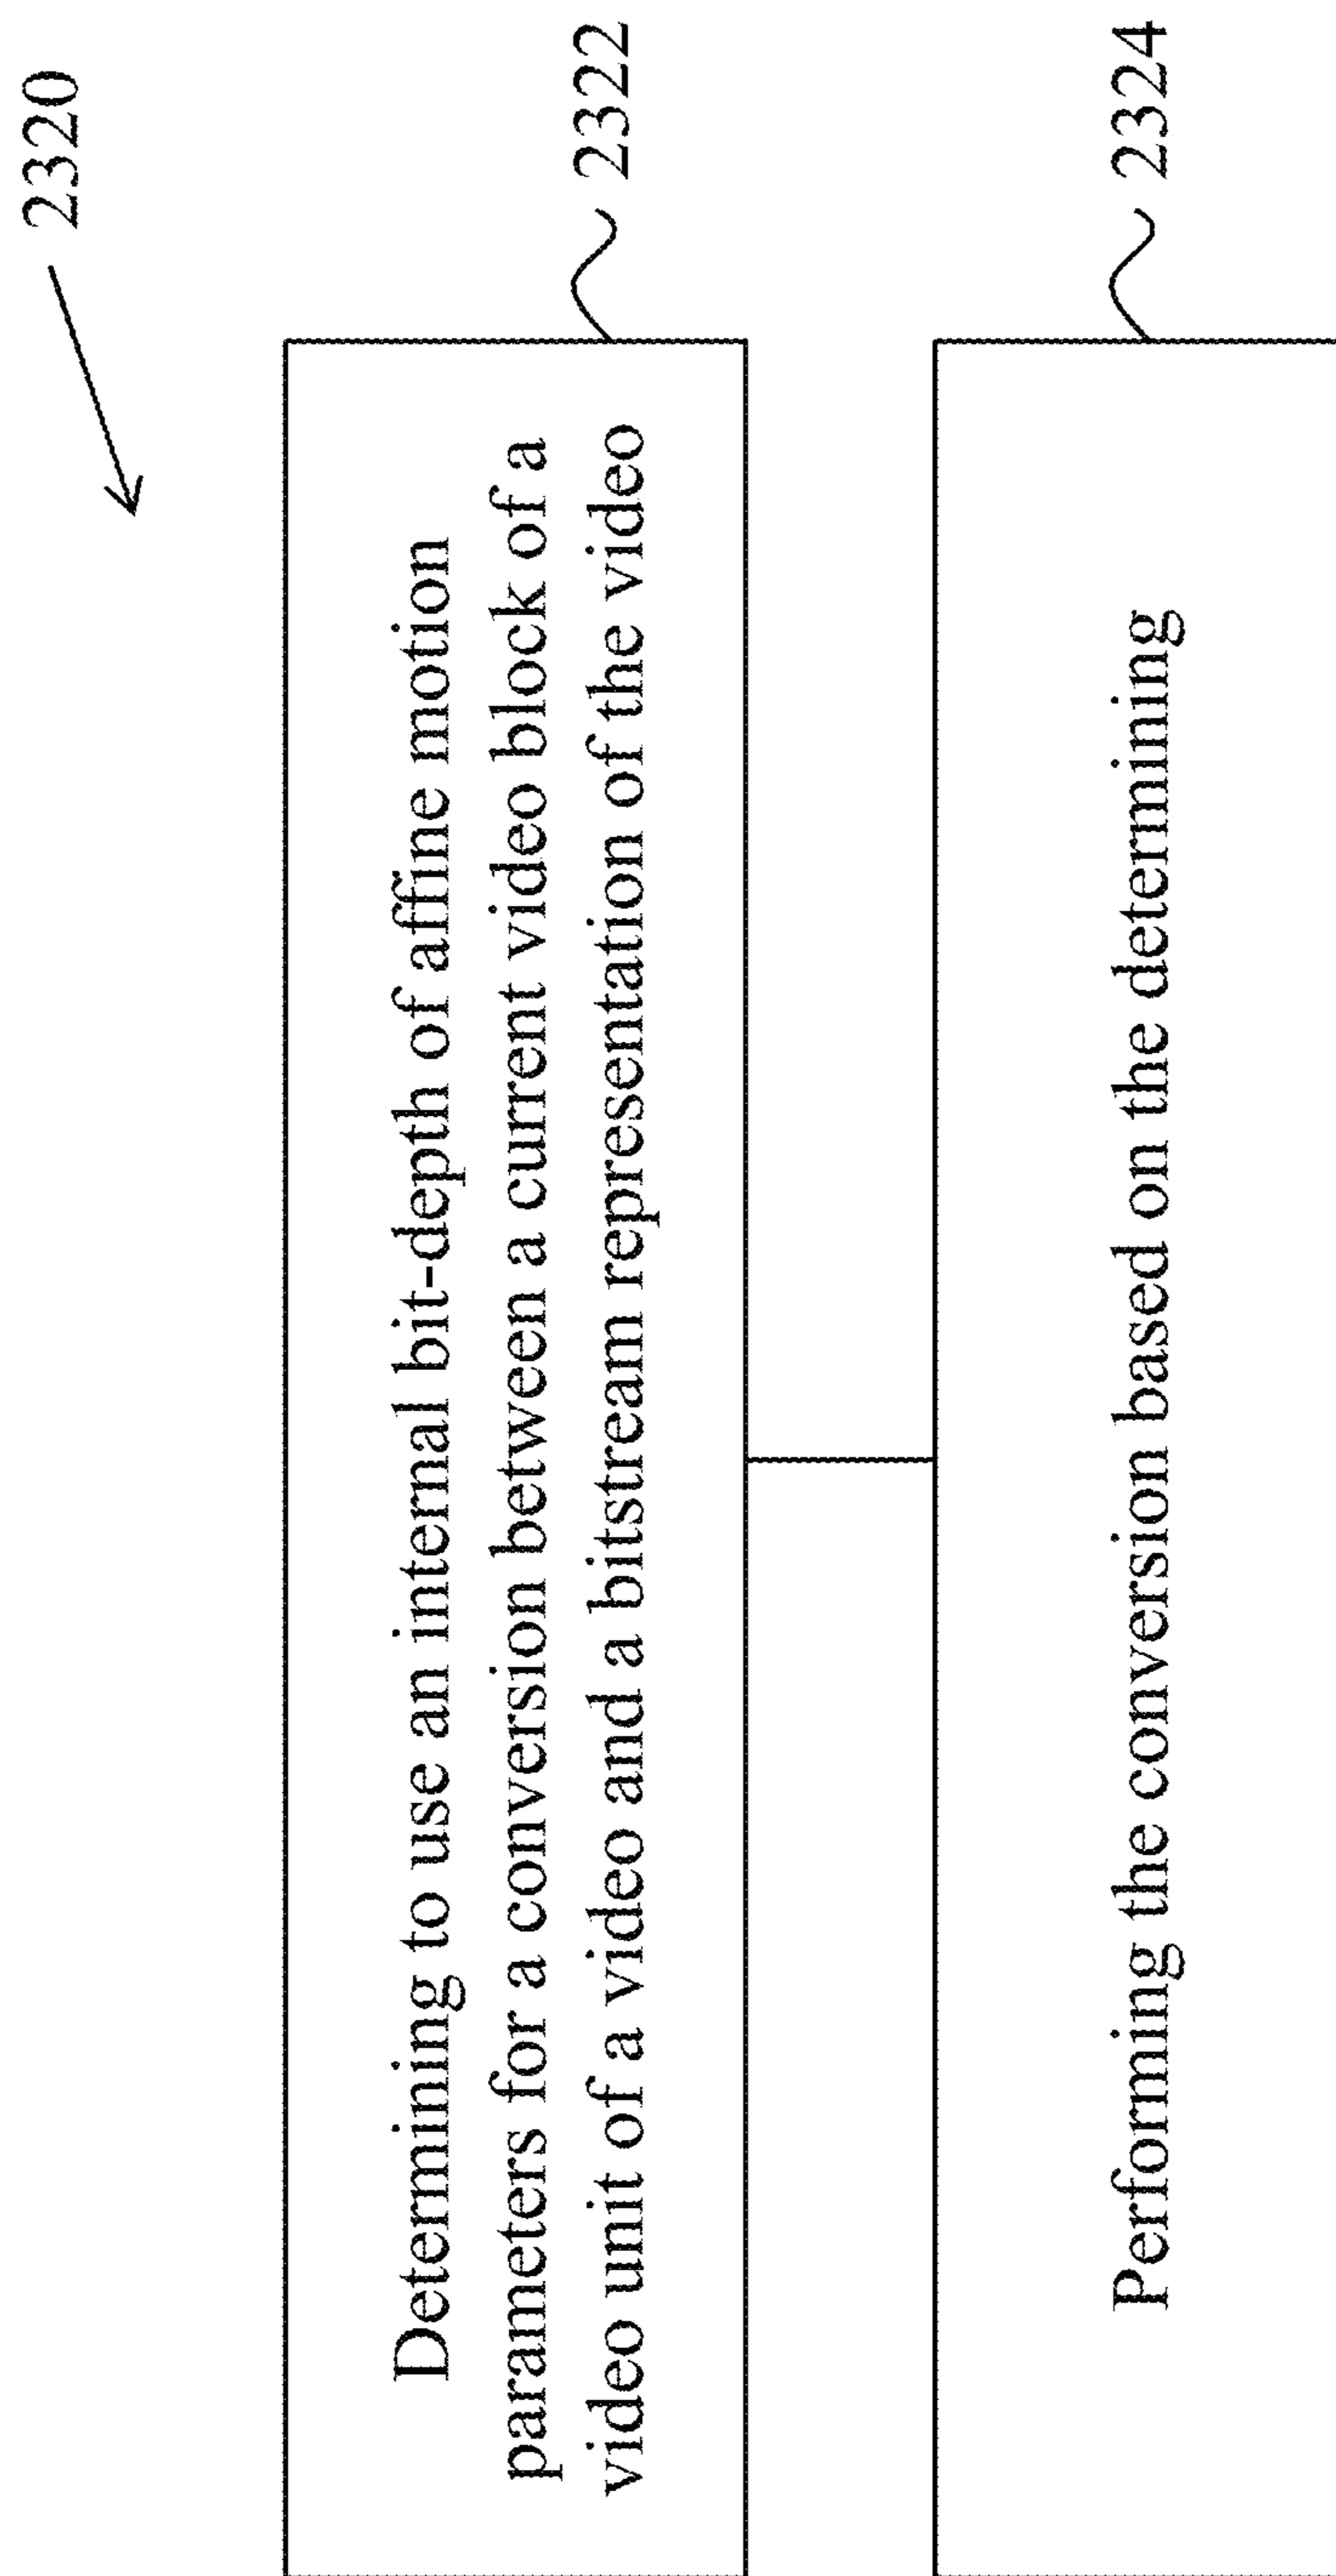 2320
Determining to use an internal bit-depth of affine motion
parameters for a conversion between a current video block of a
video unit of a video and a bitstream representation of the video
2322
Performing the conversion based on the determining
2324